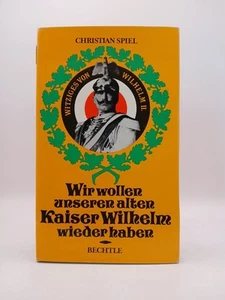 CHRISTIAN SPIEL
WITZIGES VON WILHELM II.
Wir wollen
unseren alten
Kaiser Wilhelm
wieder haben
BECHTLE